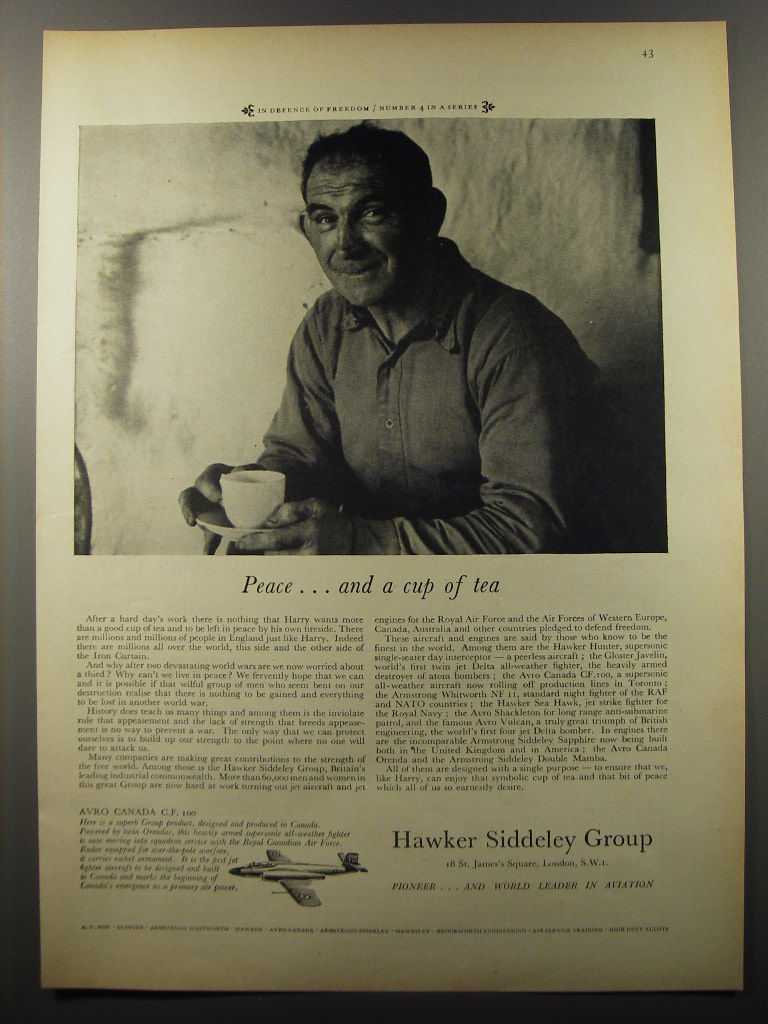 43
IN DEFENCE OF FREEDOM / NUMBER 4 IN A SERIES
Peace . . . and a cup of tea
After a hard day's work there is nothing that Harry wants more
than a good cup of tea and to be left in peace by his own fireside. There
are millions and millions of people in England just like Harry. Indeed
there are millions all over the world, this side and the other side of
the Iron Curtain.
And why after two devastating world wars are we now worried about
a third? Why can't we live in peace? We fervently hope that we can
and it is possible if that wilful group of men who seem bent on our
destruction realise that there is nothing to be gained and everything
to be lost in another world war.
History does teach us many things and among them is the inviolate
rule that appeasement and the lack of strength that breeds appease-
ment is no way to prevent a war. The only way that we can protect
ourselves is to build up our strength to the point where no one will
dare to attack us.
Many companies are making great contributions to the strength of
the free world. Among those is the Hawker Siddeley Group, Britain's
leading industrial commonwealth. More than 60,000 men and women in
this great Group are now hard at work turning out jet aircraft and jet
engines for the Royal Air Force and the Air Forces of Western Europe,
Canada, Australia and other countries pledged to defend freedom.
These aircraft and engines are said by those who know to be the
finest in the world. Among them are the Hawker Hunter, supersonic
single-seater day interceptor — a peerless aircraft; the Gloster Javelin,
world's first twin jet Delta all-weather fighter, the heavily armed
destroyer of atom bombers; the Avro Canada CF.100, a supersonic
all-weather aircraft now rolling off production lines in Toronto;
the Armstrong Whitworth NF 11, standard night fighter of the RAF
and NATO countries; the Hawker Sea Hawk, jet strike fighter for
the Royal Navy; the Avro Shackleton for long range anti-submarine
patrol, and the famous Avro Vulcan, a truly great triumph of British
engineering, the world's first four jet Delta bomber. In engines there
are the incomparable Armstrong Siddeley Sapphire now being built
both in the United Kingdom and in America; the Avro Canada
Orenda and the Armstrong Siddeley Double Mamba.
All of them are designed with a single purpose — to ensure that we,
like Harry, can enjoy that symbolic cup of tea and that bit of peace
which all of us so earnestly desire.
AVRO CANADA C.F. 100
Here is a superb Group product, designed and produced in Canada.
Powered by twin Orendas, this heavily armed supersonic all-weather fighter
is now moving into squadron service with the Royal Canadian Air Force.
Radar equipped for over-the-pole warfare,
it carries rocket armament. It is the first jet
fighter aircraft to be designed and built
in Canada and marks the beginning of
Canada's emergence as a primary air power.
Hawker Siddeley Group
18 St. James's Square, London, S.W.1.
PIONEER . . . AND WORLD LEADER IN AVIATION
A. V. ROE · GLOSTER · ARMSTRONG WHITWORTH · HAWKER · AVRO CANADA · ARMSTRONG SIDDELEY · HAWKSLEY · BROCKWORTH ENGINEERING · AIR SERVICE TRAINING · HIGH DUTY ALLOYS